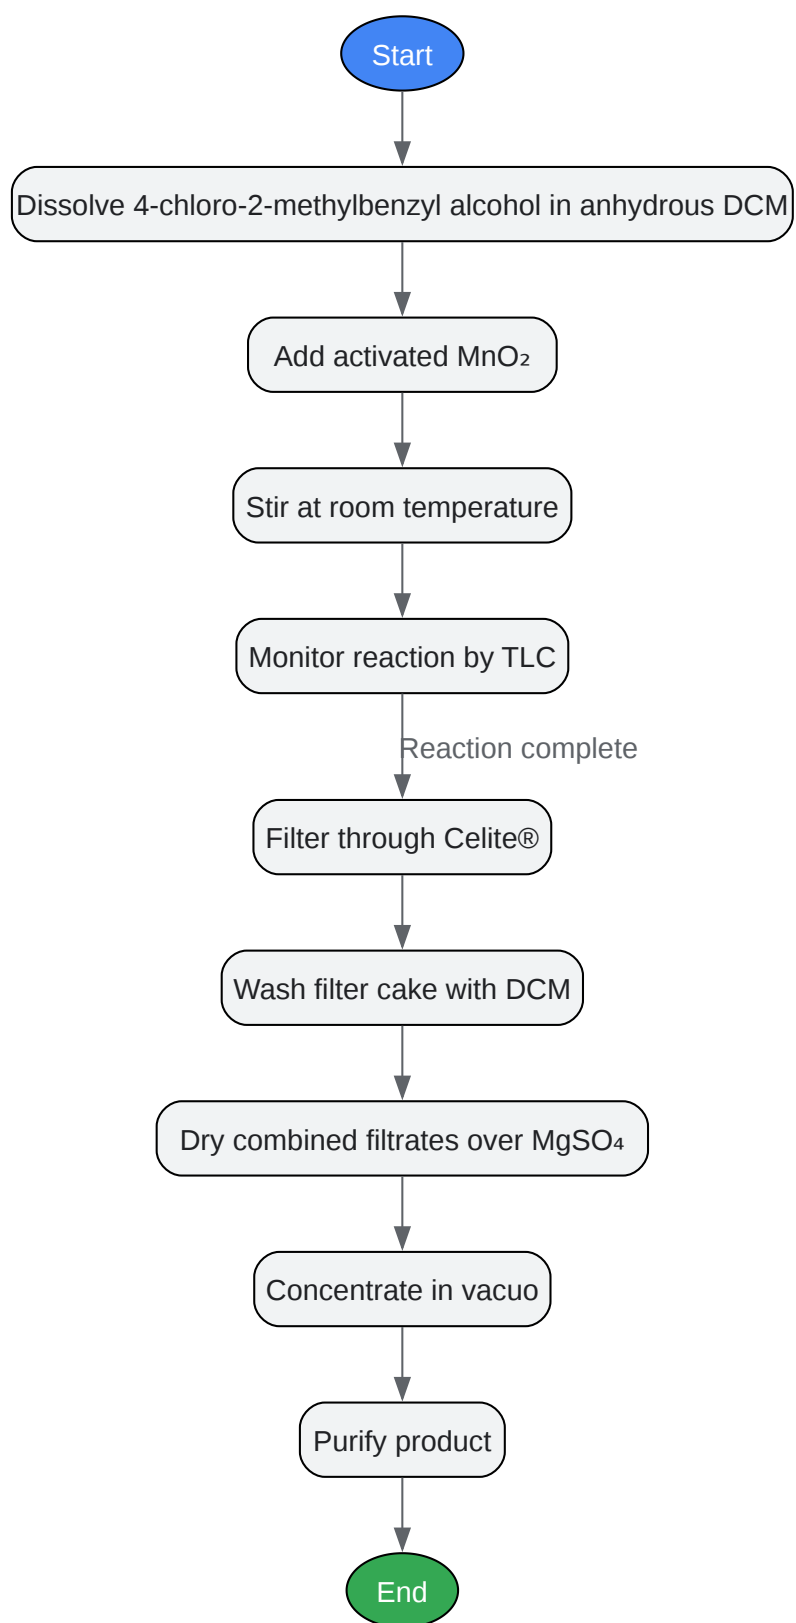 Start
Dissolve 4-chloro-2-methylbenzyl alcohol in anhydrous DCM
Add activated MnO₂
Stir at room temperature
Monitor reaction by TLC
Reaction complete
Filter through Celite®
Wash filter cake with DCM
Dry combined filtrates over MgSO₄
Concentrate in vacuo
Purify product
End